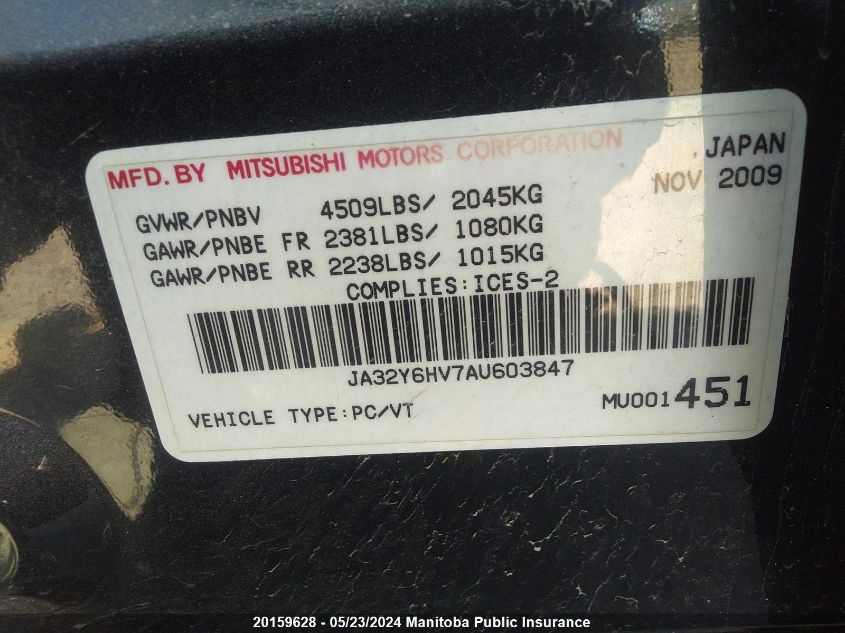 MFD. BY MITSUBISHI MOTORS CORPORATION , JAPAN
NOV 2009
GVWR/PNBV 4509LBS/ 2045KG
GAWR/PNBE FR 2381LBS/ 1080KG
GAWR/PNBE RR 2238LBS/ 1015KG
COMPLIES:ICES-2
JA32Y6HV7AU603847
VEHICLE TYPE:PC/VT MU001451
20159628 - 05/23/2024 Manitoba Public Insurance